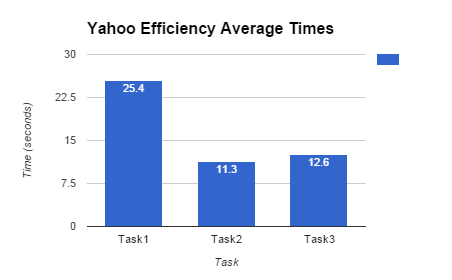 Yahoo Efficiency Average Times
Time (seconds)
30
22.5
15
7.5
0
25.4
11.3
12.6
Task1
Task2
Task3
Task